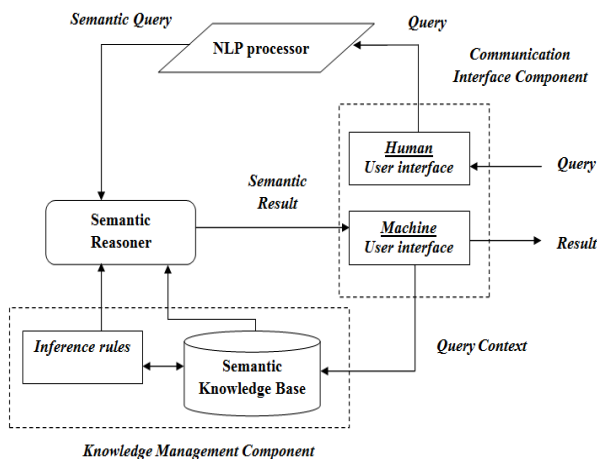 Semantic Query
Query
NLP processor
Communication
Interface Component
Human
User interface
Query
Semantic
Result
Semantic
Reasoner
Machine
User interface
Result
Inference rules
Semantic
Knowledge Base
Query Context
Knowledge Management Component